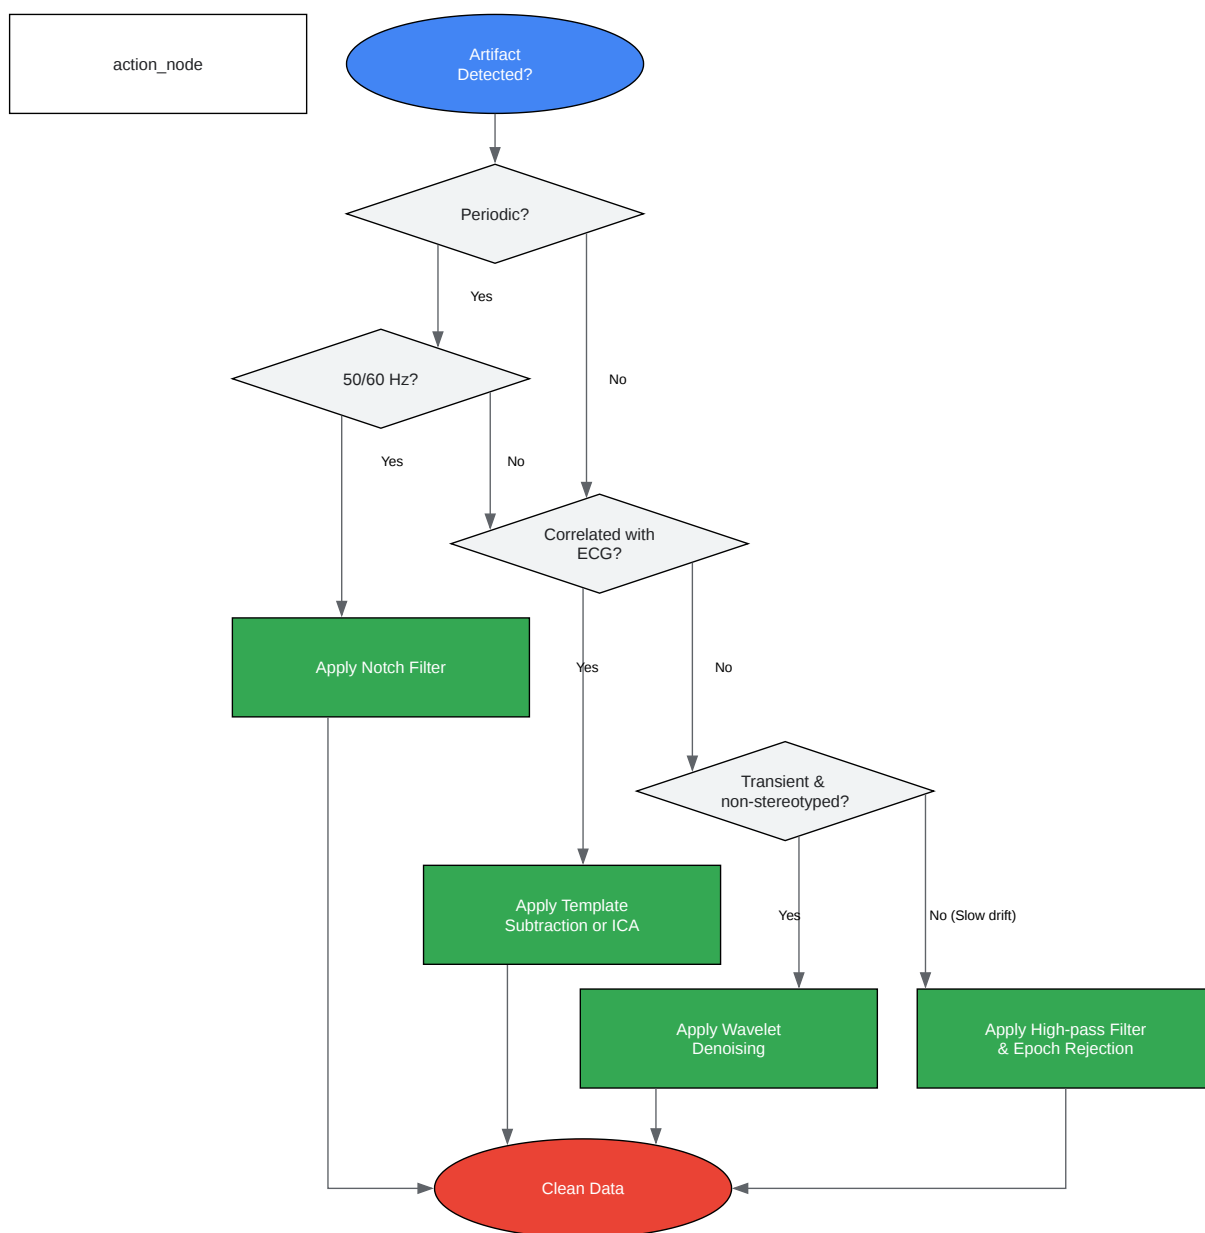 action_node
Artifact
Detected?
Periodic?
Yes
50/60 Hz?
No
Yes
No
Correlated with
ECG?
Apply Notch Filter
Yes
No
Transient &
non-stereotyped?
Apply Template
Subtraction or ICA
Yes
No (Slow drift)
Apply Wavelet
Denoising
Apply High-pass Filter
& Epoch Rejection
Clean Data